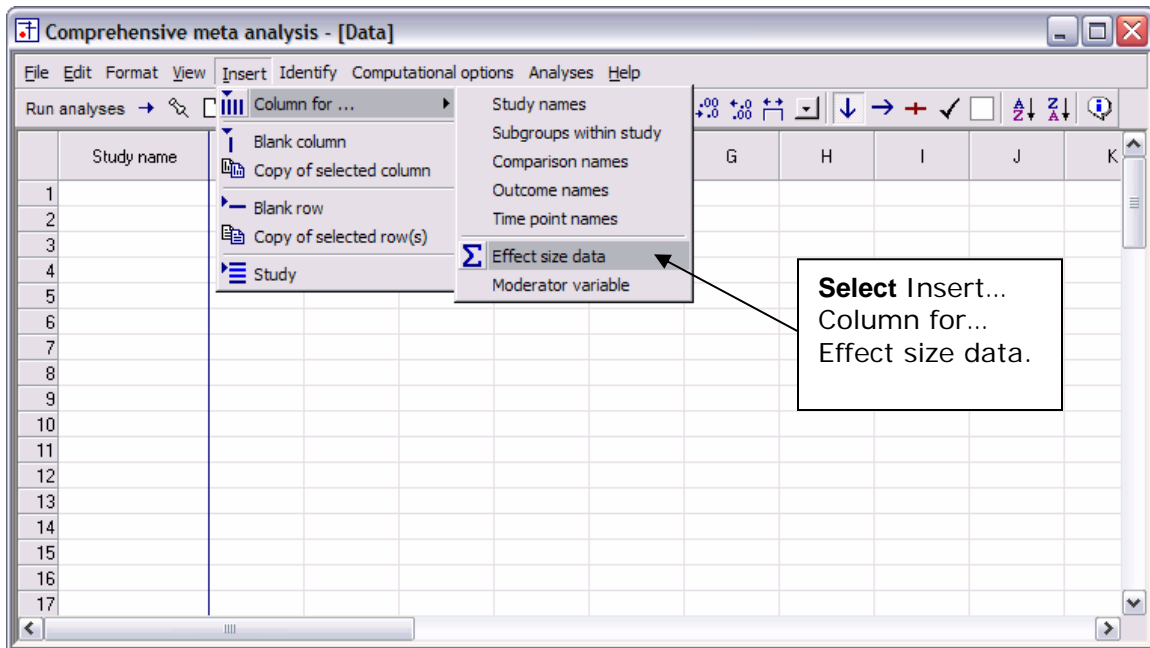 Comprehensive meta analysis - [Data]
File Edit Format View Insert Identify Computational options Analyses Help
Run analyses
Column for ...
Blank column
Copy of selected column
Blank row
Copy of selected row(s)
Study
Study names
Subgroups within study
Comparison names
Outcome names
Time point names
Effect size data
Moderator variable
Study name G H I J K
1
2
3
4
5
6
7
8
9
10
11
12
13
14
15
16
17
Select Insert...
Column for...
Effect size data.